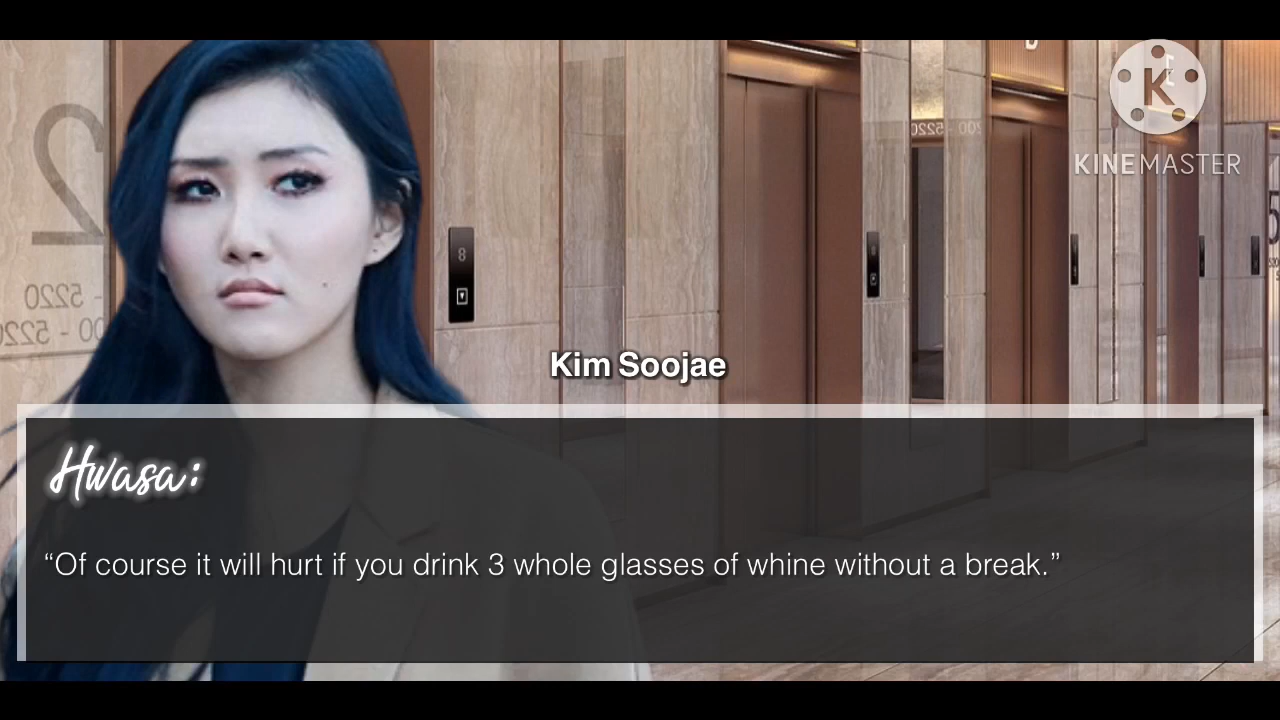 K
KINEMASTER
Kim Soojae
Hwasa:
“Of course it will hurt if you drink 3 whole glasses of whine without a break.”